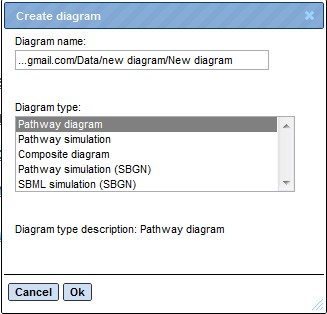 Create diagram
Diagram name:
...gmail.com/Data/new diagram/New diagram
Diagram type:
Pathway diagram
Pathway simulation
Composite diagram
Pathway simulation (SBGN)
SBML simulation (SBGN)
Diagram type description: Pathway diagram
Cancel Ok